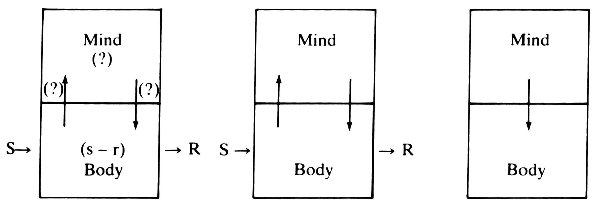 Mind
(?)
(?) (?)
S→ (s – r) → R
Body
Mind
S → → R
Body
Mind
Body